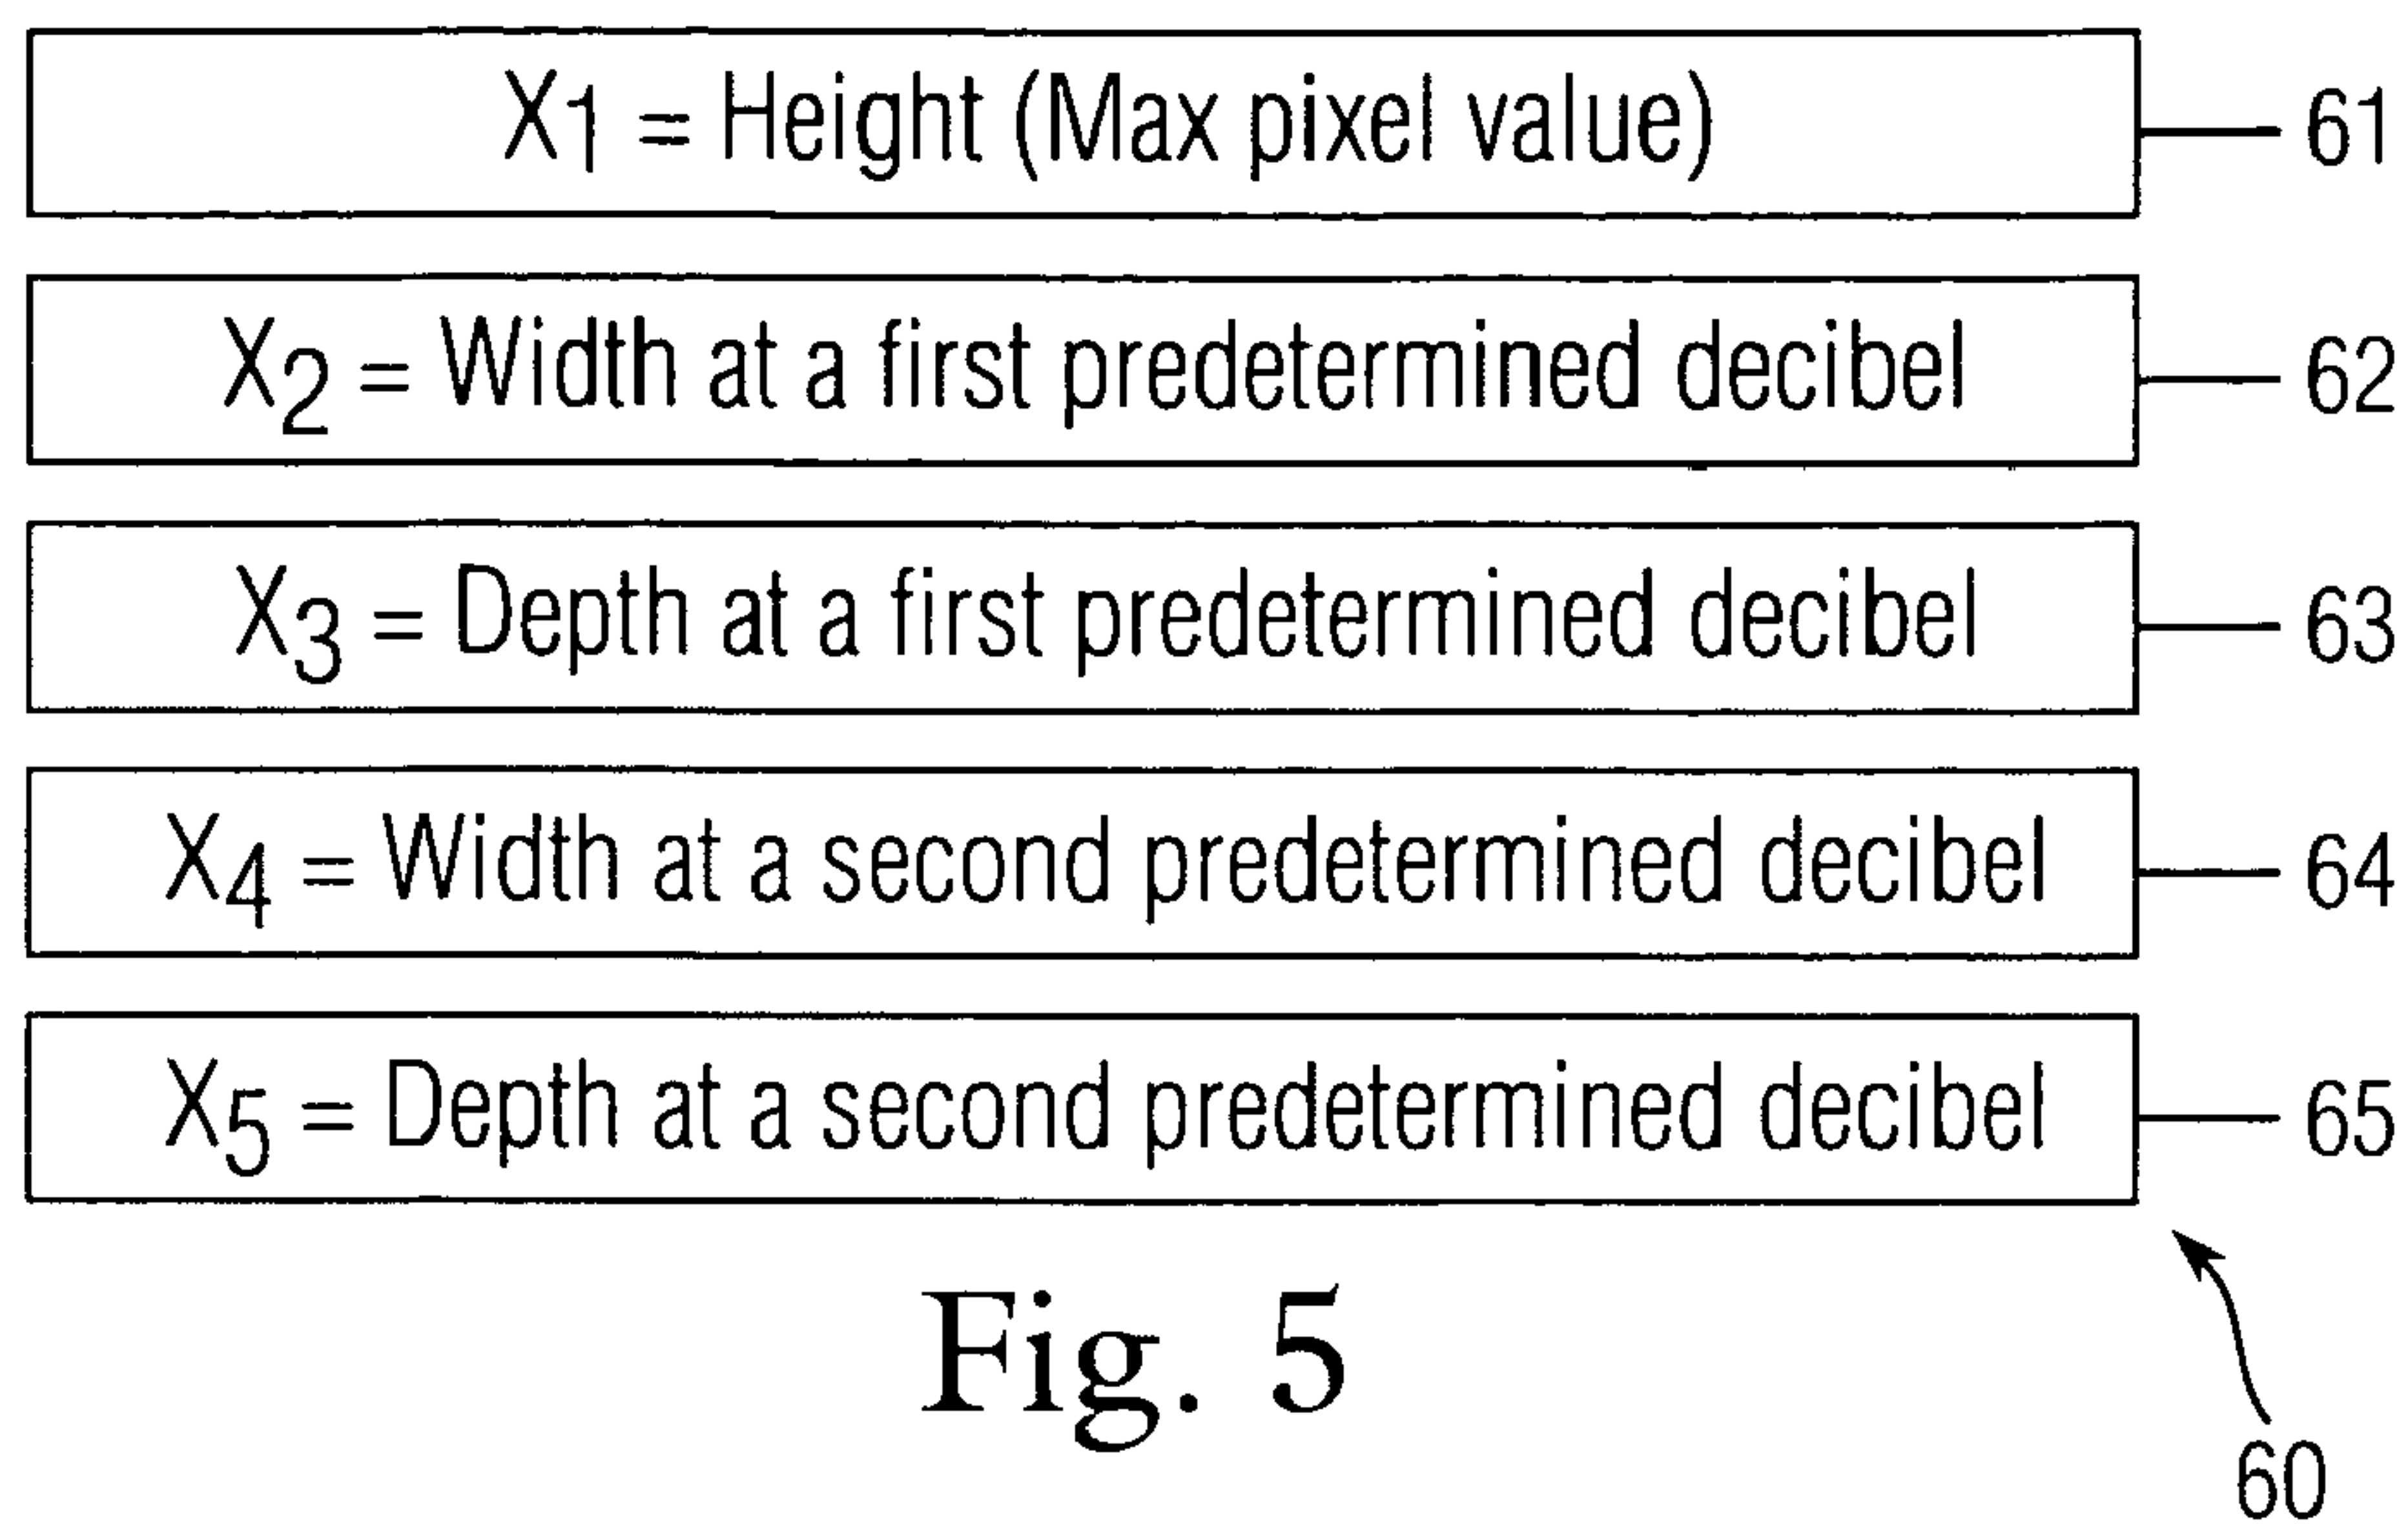 X1 = Height (Max pixel value) 61
X2 = Width at a first predetermined decibel 62
X3 = Depth at a first predetermined decibel 63
X4 = Width at a second predetermined decibel 64
X5 = Depth at a second predetermined decibel 65
Fig. 5
60